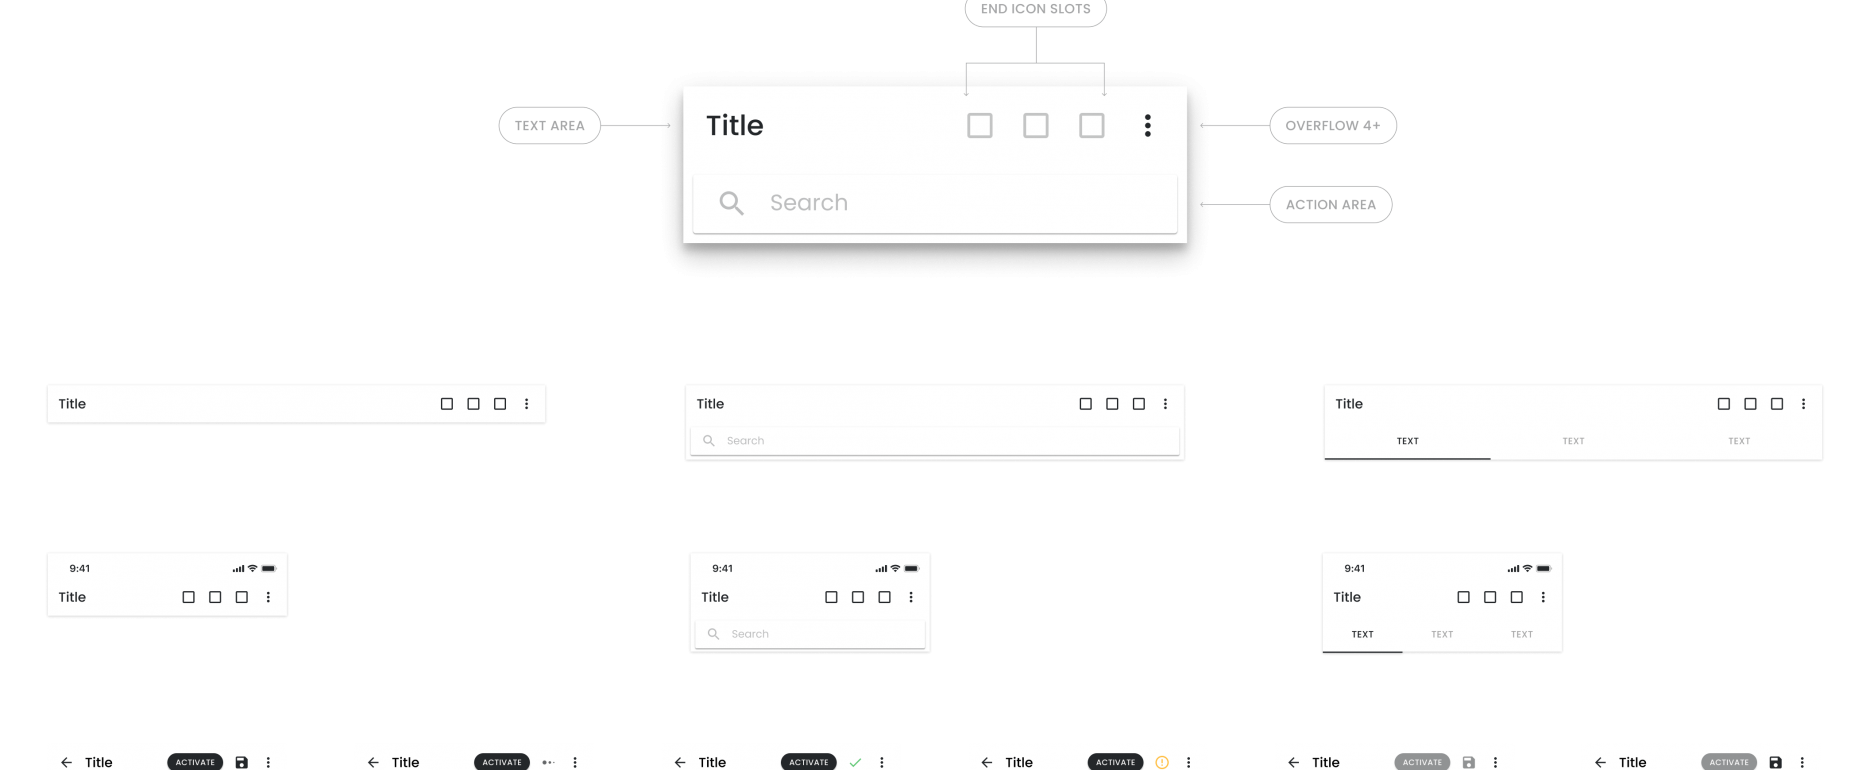 END ICON SLOTS
TEXT AREA
Title
OVERFLOW 4+
Search
ACTION AREA
Title
Title
Search
Title
TEXT TEXT TEXT
9:41
Title
9:41
Title
Search
9:41
Title
TEXT TEXT TEXT
Title ACTIVATE
Title ACTIVATE
Title ACTIVATE
Title ACTIVATE
Title ACTIVATE
Title ACTIVATE